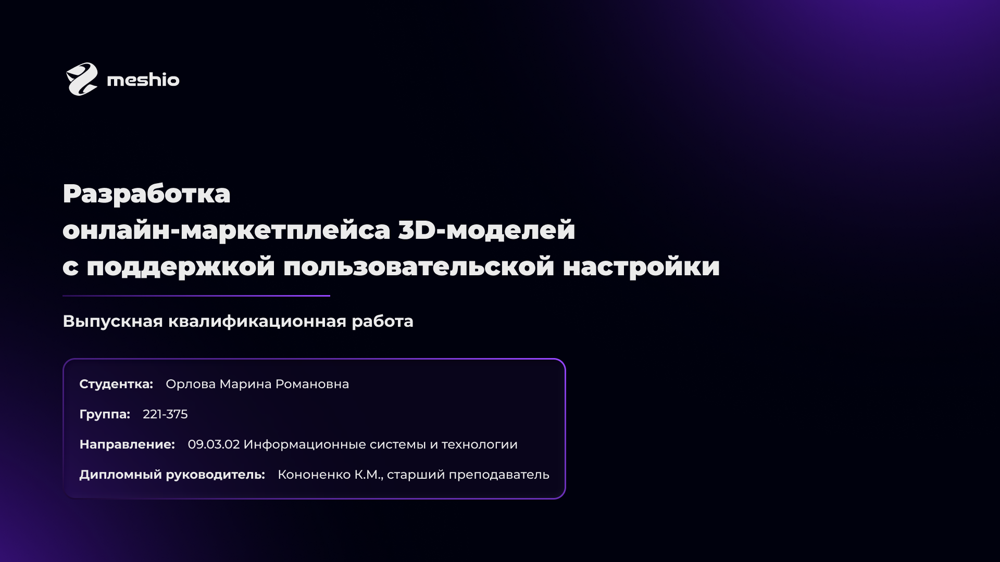 meshio
Разработка
онлайн-маркетплейса 3D-моделей
с поддержкой пользовательской настройки
Выпускная квалификационная работа
Студентка: Орлова Марина Романовна
Группа: 221-375
Направление: 09.03.02 Информационные системы и технологии
Дипломный руководитель: Кононенко К.М., старший преподаватель